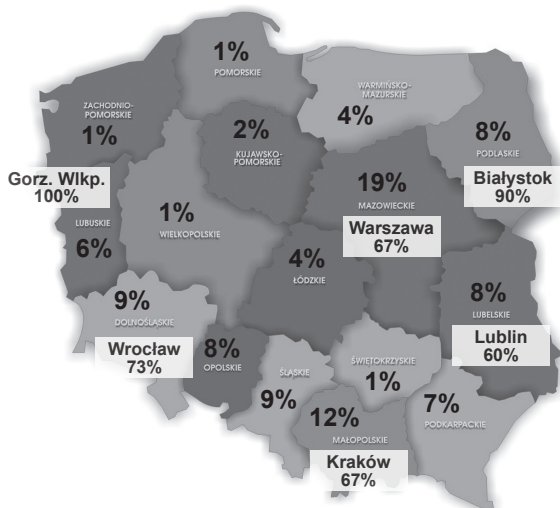 1%
POMORSKIE
WARMIŃSKO-
MAZURSKIE
4%
ZACHODNIO-
POMORSKIE
1%
2%
KUJAWSKO-
POMORSKIE
8%
PODLASKIE
Białystok
90%
Gorz. Wlkp.
100%
LUBUSKIE
6%
1%
WIELKOPOLSKIE
19%
MAZOWIECKIE
Warszawa
67%
4%
ŁÓDZKIE
8%
LUBELSKIE
Lublin
60%
9%
DOLNOŚLĄSKIE
Wrocław
73%
8%
OPOLSKIE
ŚLĄSKIE
9%
ŚWIETOKRZYSKIE
1%
12%
MAŁOPOLSKIE
Kraków
67%
7%
PODKARPACKIE